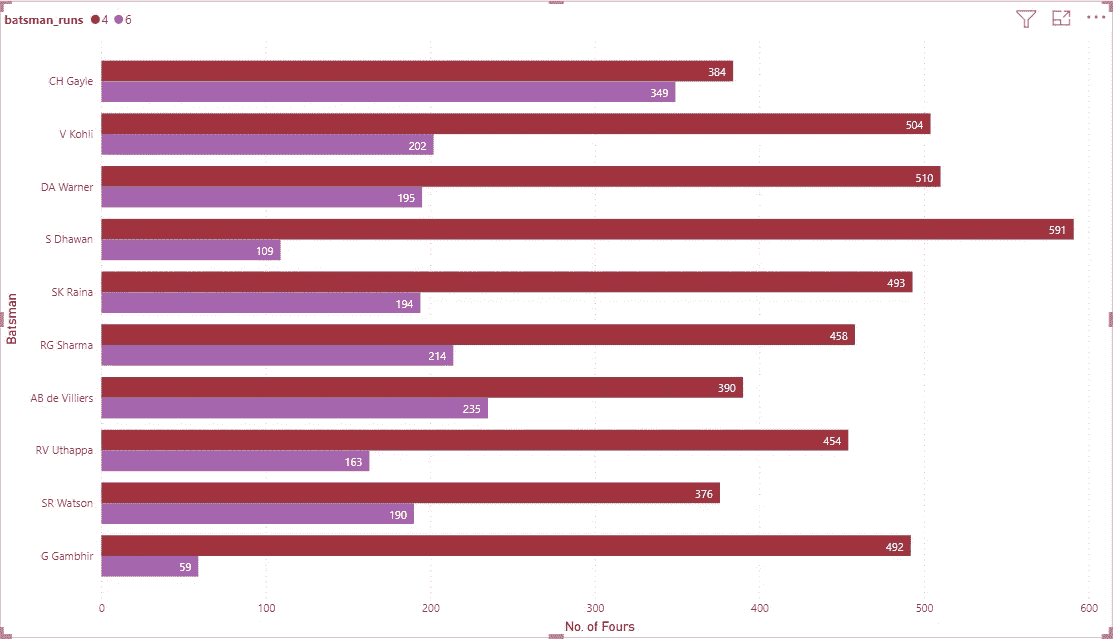 batsman_runs 4 6
CH Gayle
384
349
V Kohli
504
202
DA Warner
510
195
S Dhawan
591
109
SK Raina
493
194
RG Sharma
458
214
AB de Villiers
390
235
RV Uthappa
454
163
SR Watson
376
190
G Gambhir
492
59
Batsman
0 100 200 300 400 500 600
No. of Fours